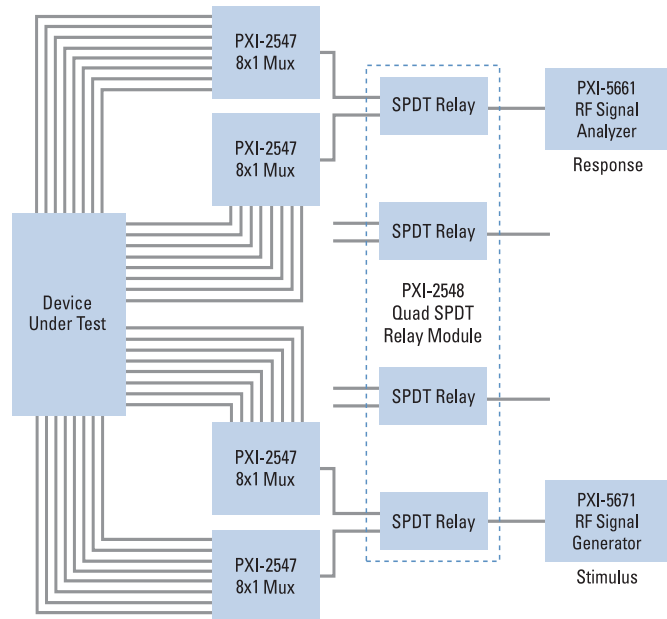 PXI-2547
8x1 Mux
SPDT Relay
PXI-5661
RF Signal
Analyzer
Response
PXI-2547
8x1 Mux
SPDT Relay
Device
Under Test
PXI-2548
Quad SPDT
Relay Module
SPDT Relay
PXI-2547
8x1 Mux
SPDT Relay
PXI-5671
RF Signal
Generator
Stimulus
PXI-2547
8x1 Mux